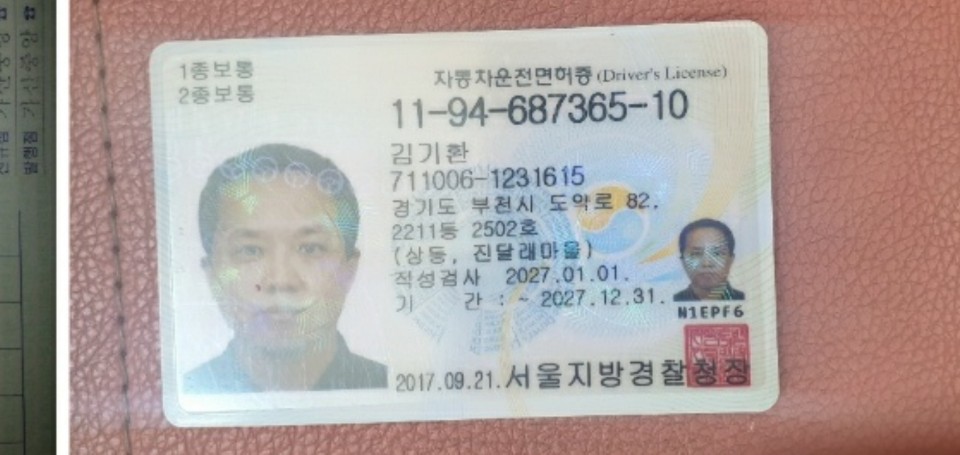 1종보통
2종보통
자동차운전면허증 (Driver's License)
11-94-687365-10
김기환
711006-1231615
경기도 부천시 도약로 82.
2211동 2502호
(상동, 진달래마을)
적성검사 2027.01.01.
기 간 : ~ 2027.12.31.
N1EPF6
2017.09.21. 서울지방경찰청장